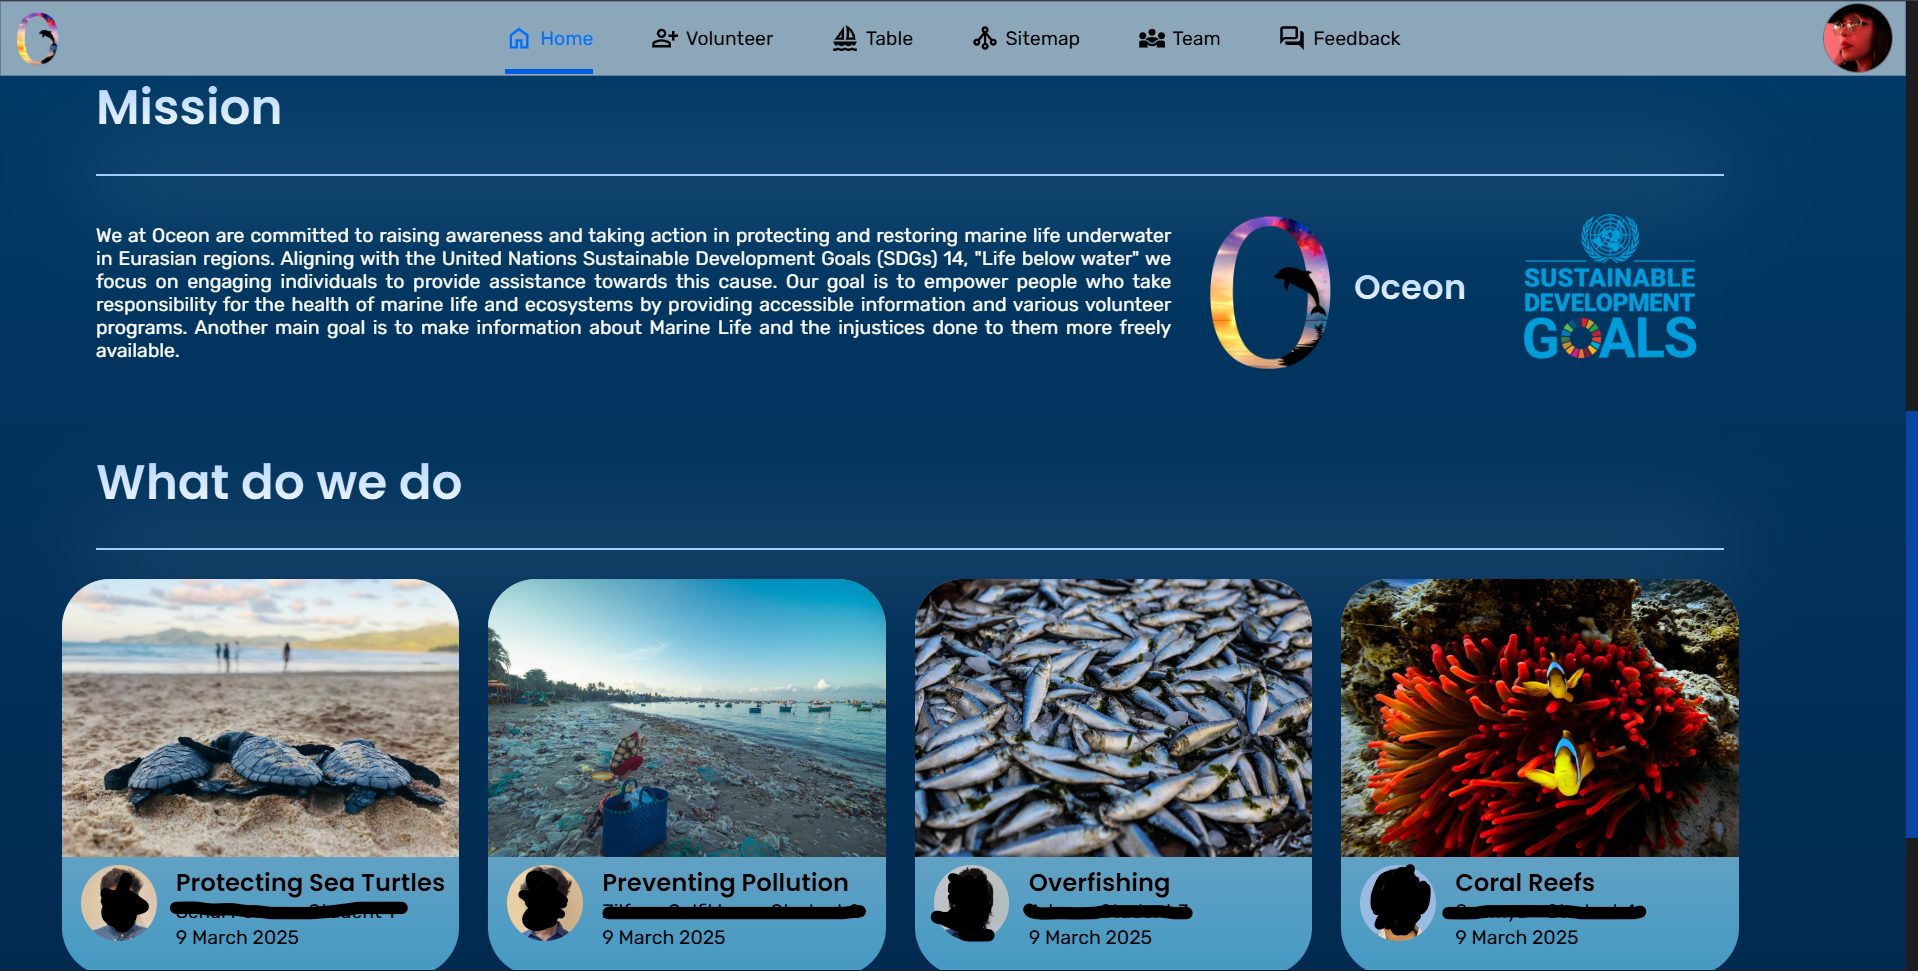 Home Volunteer Table Sitemap Team Feedback
Mission
We at Oceon are committed to raising awareness and taking action in protecting and restoring marine life underwater
in Eurasian regions. Aligning with the United Nations Sustainable Development Goals (SDGs) 14, "Life below water" we
focus on engaging individuals to provide assistance towards this cause. Our goal is to empower people who take
responsibility for the health of marine life and ecosystems by providing accessible information and various volunteer
programs. Another main goal is to make information about Marine Life and the injustices done to them more freely
available.
Oceon
SUSTAINABLE
DEVELOPMENT
GOALS
What do we do
Protecting Sea Turtles
9 March 2025
Preventing Pollution
9 March 2025
Overfishing
9 March 2025
Coral Reefs
9 March 2025